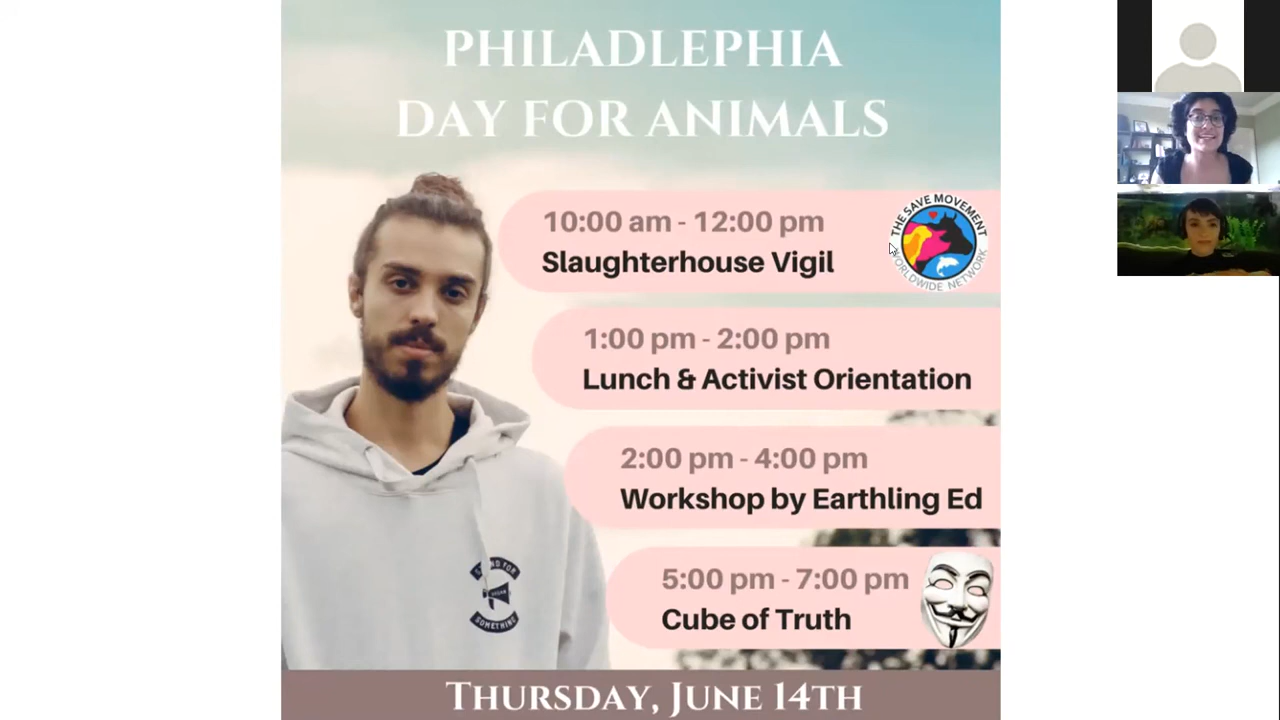 PHILADLEPHIA
DAY FOR ANIMALS
10:00 am - 12:00 pm
Slaughterhouse Vigil
THE SAVE MOVEMENT
WORLDWIDE NETWORK
1:00 pm - 2:00 pm
Lunch & Activist Orientation
2:00 pm - 4:00 pm
Workshop by Earthling Ed
5:00 pm - 7:00 pm
Cube of Truth
SOMETHING
THURSDAY, JUNE 14TH